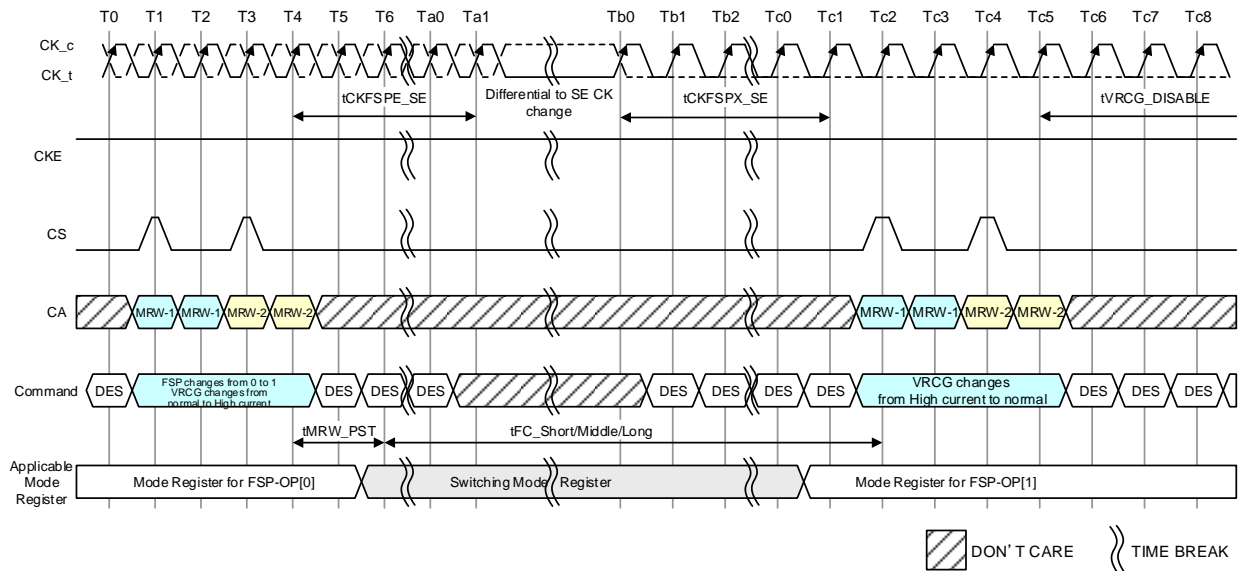 T0 T1 T2 T3 T4 T5 T6 Ta0 Ta1 Tb0 Tb1 Tb2 Tc0 Tc1 Tc2 Tc3 Tc4 Tc5 Tc6 Tc7 Tc8
CK_c
CK_t
tCKFSPE_SE
Differential to SE CK
change
tCKFSPX_SE
tVRCG_DISABLE
CKE
CS
CA
MRW-1 MRW-1 MRW-2 MRW-2 MRW-1 MRW-1 MRW-2 MRW-2
Command
DES
FSP changes from 0 to 1
VRCG changes from
normal to High current
DES DES DES DES DES DES DES
VRCG changes
from High current to normal
DES DES DES
tMRW_PST
tFC_Short/Middle/Long
Applicable
Mode
Register
Mode Register for FSP-OP[0]
Switching Mode Register
Mode Register for FSP-OP[1]
DON'T CARE
TIME BREAK